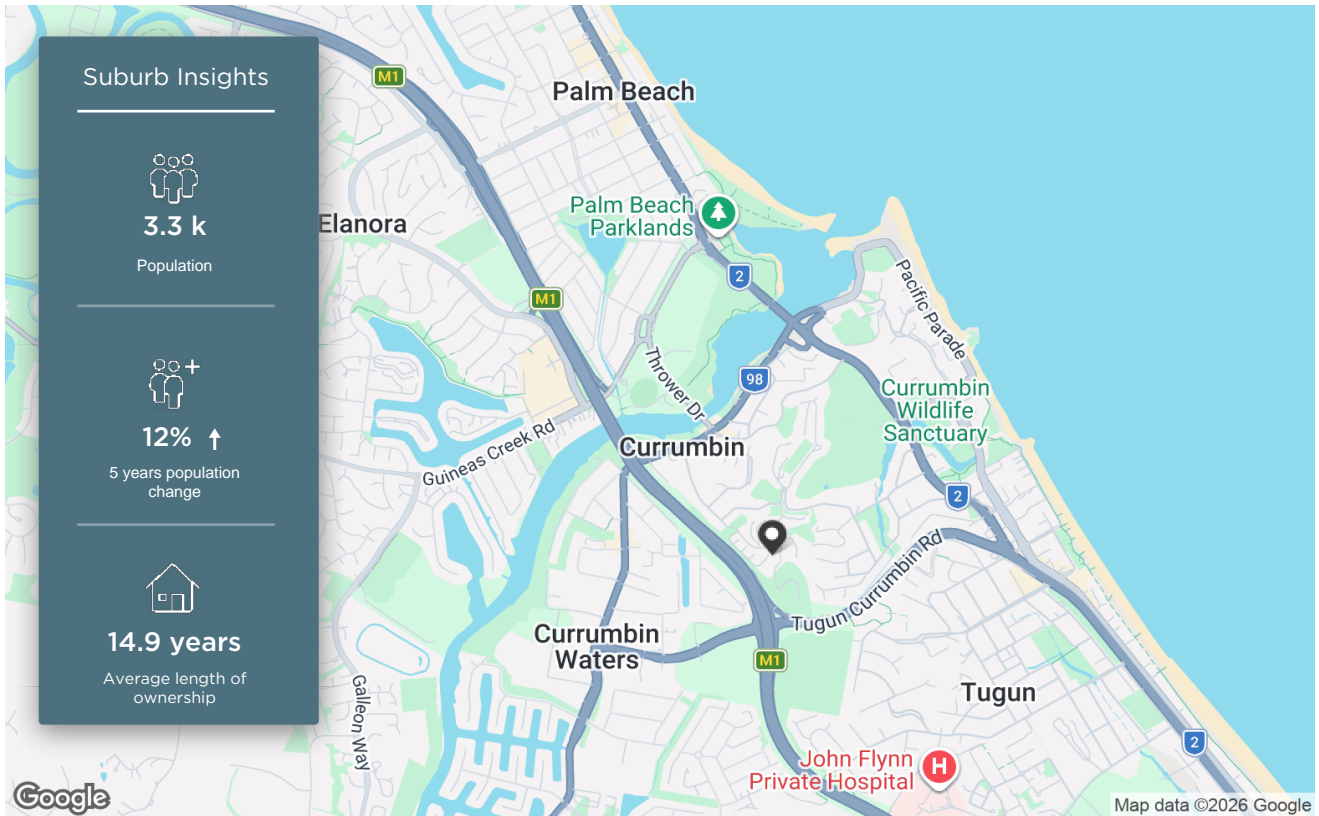 Suburb Insights
3.3 k
Population
12%
5 years population
change
14.9 years
Average length of
ownership
M1
Palm Beach
Elanora
Palm Beach
Parklands
2
M1
Pacific Parade
Thrower Dr
98
Currumbin
Wildlife
Sanctuary
Currumbin
Guineas Creek Rd
2
Tugun Currumbin Rd
Currumbin
Waters
M1
Tugun
Galleon Way
2
John Flynn
Private Hospital
H
Google
Map data ©2026 Google